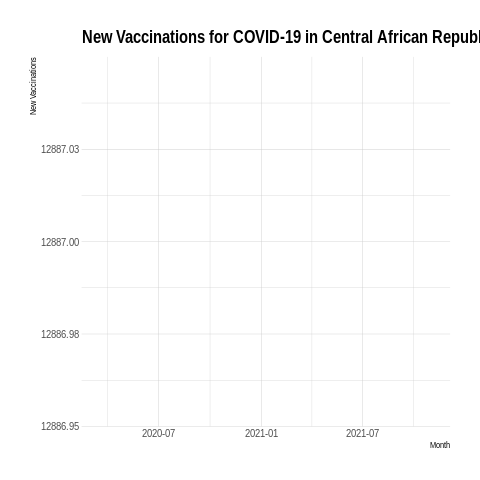 New Vaccinations for COVID-19 in Central African Republ
New Vaccinations
12887.03
12887.00
12886.98
12886.95
2020-07 2021-01 2021-07
Month